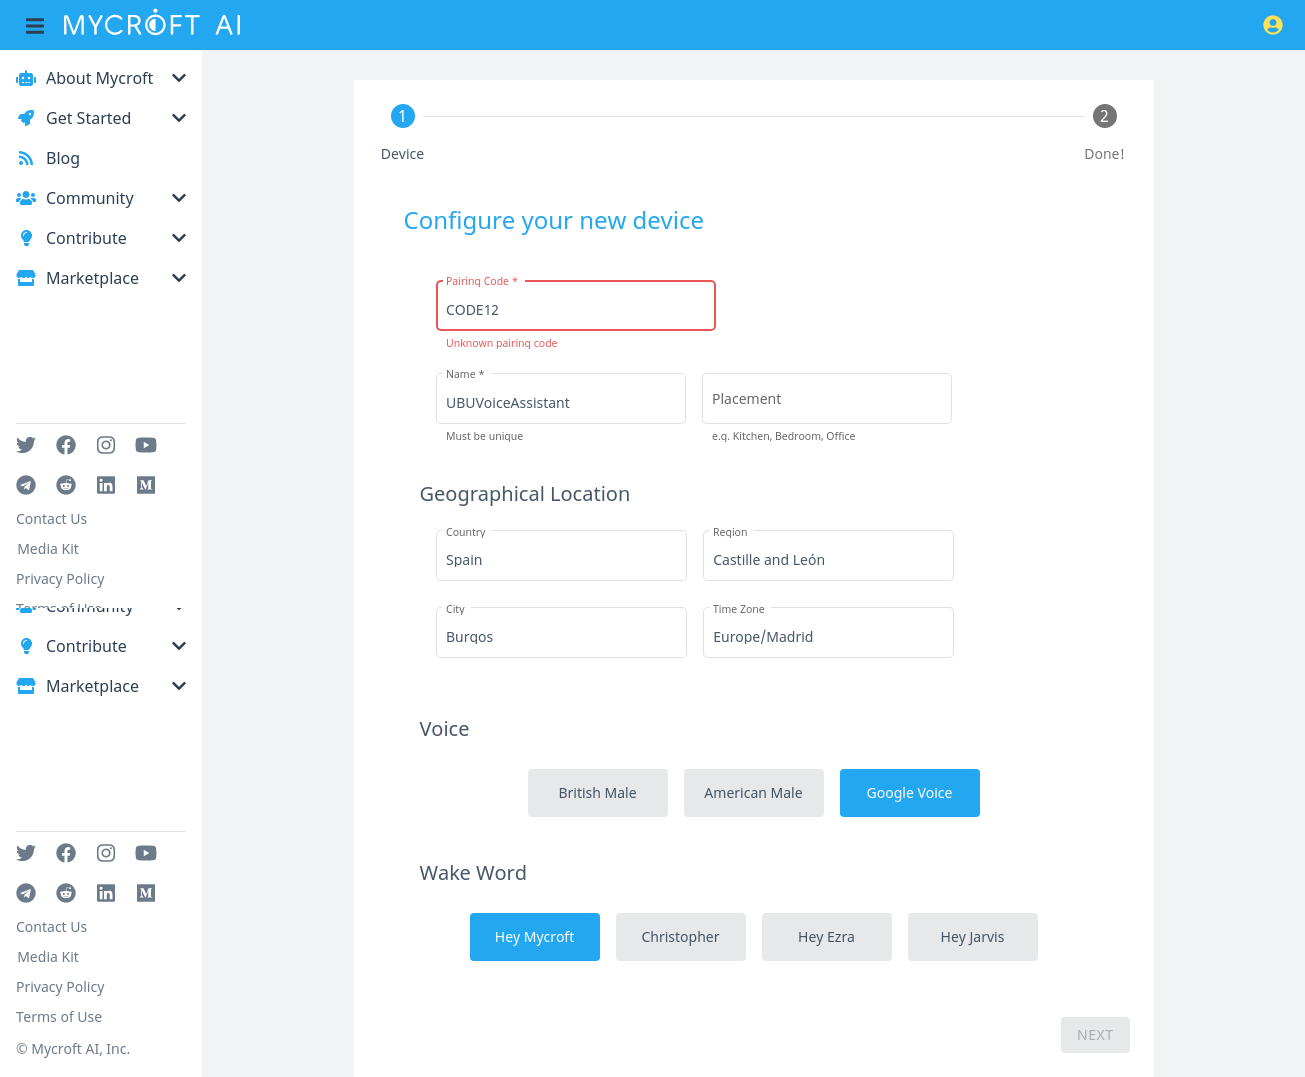 MYCROFT AI
About Mycroft
Get Started
Blog
Community
Contribute
Marketplace
Contact Us
Media Kit
Privacy Policy
Terms of Use
Community
Contribute
Marketplace
Contact Us
Media Kit
Privacy Policy
Terms of Use
© Mycroft AI, Inc.
1
2
Device
Done!
Configure your new device
Pairing Code *
CODE12
Unknown pairing code
Name *
UBUVoiceAssistant
Placement
Must be unique
e.g. Kitchen, Bedroom, Office
Geographical Location
Country
Region
Spain
Castille and León
City
Time Zone
Burgos
Europe/Madrid
Voice
British Male
American Male
Google Voice
Wake Word
Hey Mycroft
Christopher
Hey Ezra
Hey Jarvis
NEXT